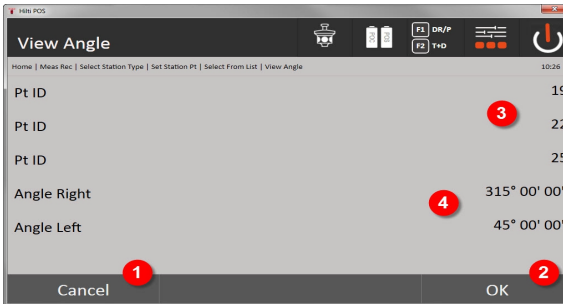 Hilti POS
View Angle
POC
POS
F1 DR/P
F2 T+D
Home | Meas Rec | Select Station Type | Set Station Pt | Select From List | View Angle
10:26
Pt ID 19
3
Pt ID 22
Pt ID 25
Angle Right 315° 00' 00"
4
Angle Left 45° 00' 00"
1
2
Cancel
OK